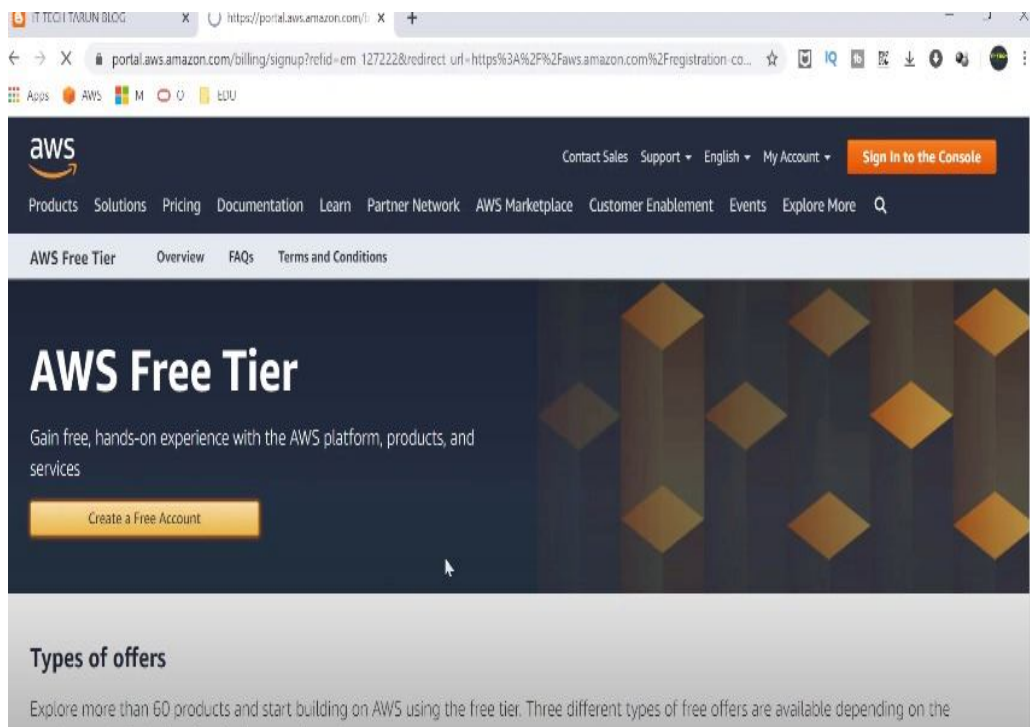 IT TECH TARUN BLOG X https://portal.aws.amazon.com/b X +
portal.aws.amazon.com/billing/signup?refid=em_127222&redirect_url=https%3A%2F%2Faws.amazon.com%2Fregistration-co...
Apps AWS M O EDU
aws
Contact Sales Support English My Account Sign In to the Console
Products Solutions Pricing Documentation Learn Partner Network AWS Marketplace Customer Enablement Events Explore More
AWS Free Tier Overview FAQs Terms and Conditions
AWS Free Tier
Gain free, hands-on experience with the AWS platform, products, and
services
Create a Free Account
Types of offers
Explore more than 60 products and start building on AWS using the free tier. Three different types of free offers are available depending on the